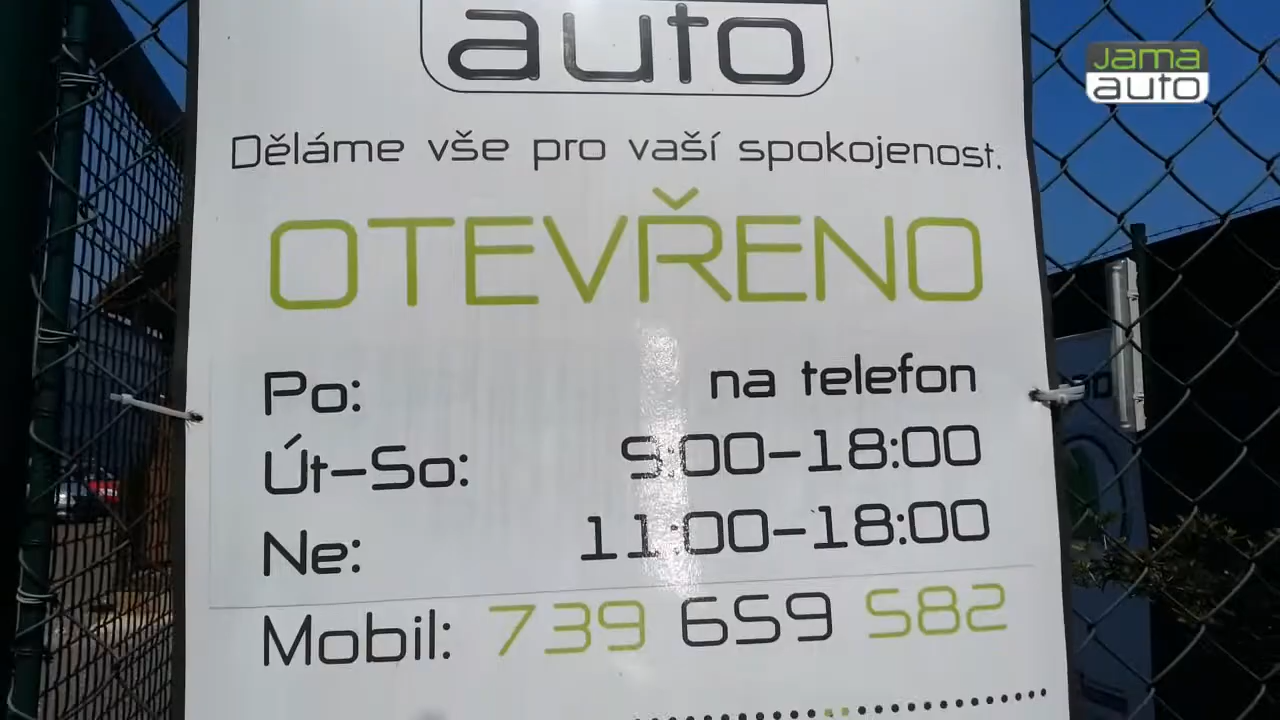 auto
Jama
auto
Děláme vše pro vaší spokojenost.
OTEVŘENO
Po: na telefon
Út-So: 9:00-18:00
Ne: 11:00-18:00
Mobil: 739 659 582